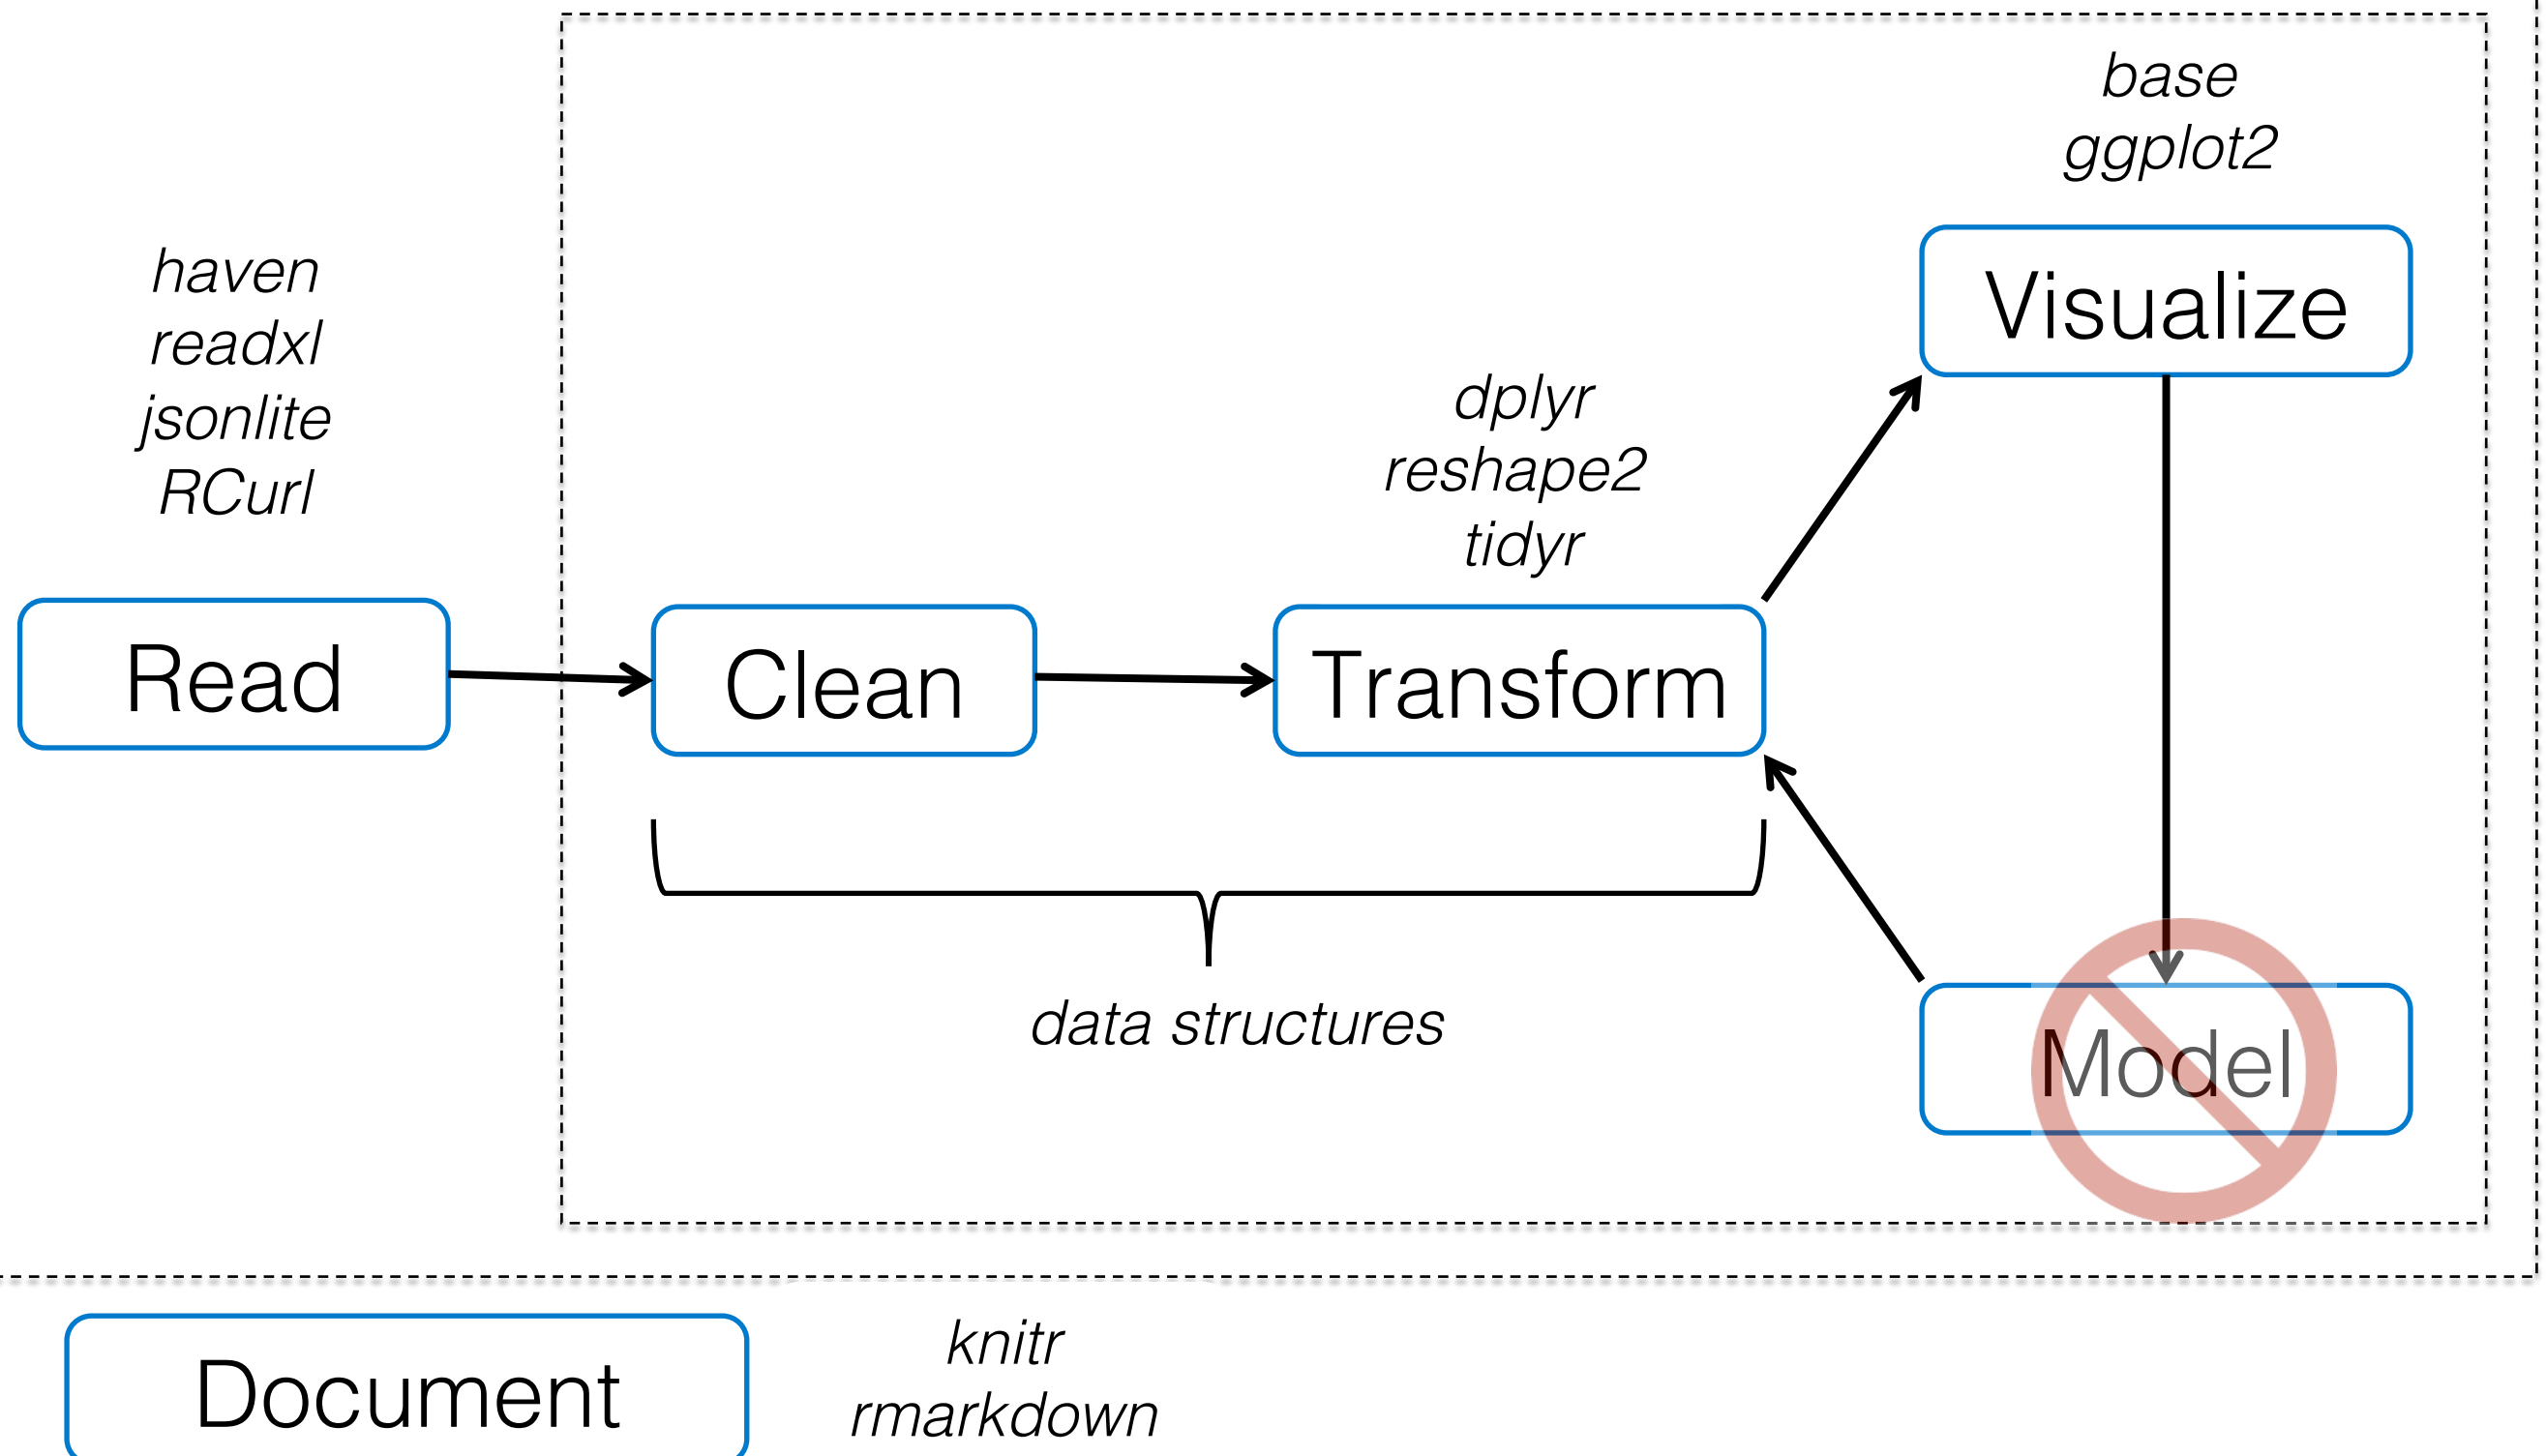 base
ggplot2
haven
readxl
jsonlite
RCurl
dplyr
reshape2
tidyr
Visualize
Read
Clean
Transform
data structures
Model
Document
knitr
rmarkdown